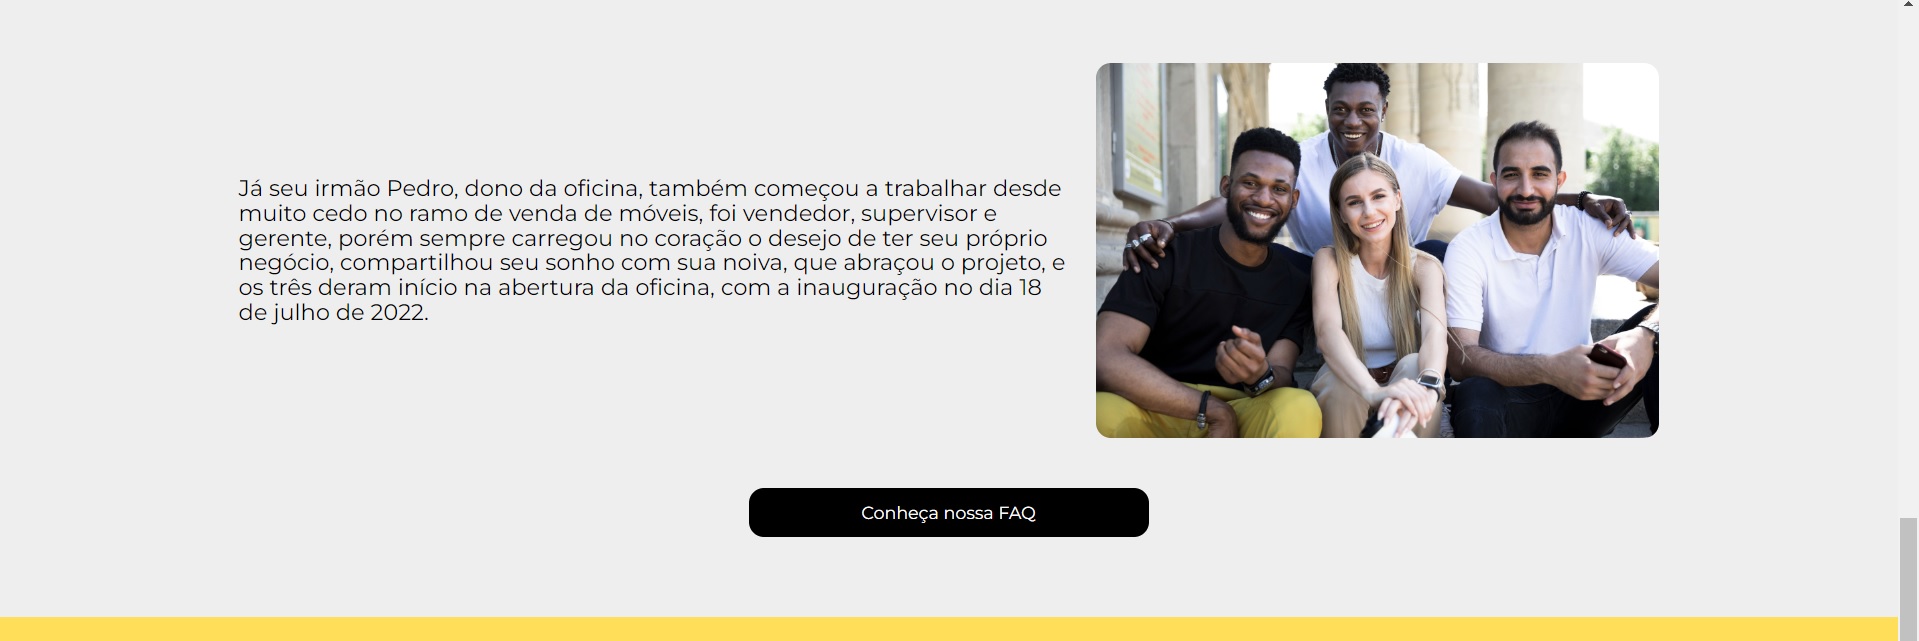 Já seu irmão Pedro, dono da oficina, também começou a trabalhar desde
muito cedo no ramo de venda de móveis, foi vendedor, supervisor e
gerente, porém sempre carregou no coração o desejo de ter seu próprio
negócio, compartilhou seu sonho com sua noiva, que abraçou o projeto, e
os três deram início na abertura da oficina, com a inauguração no dia 18
de julho de 2022.
Conheça nossa FAQ